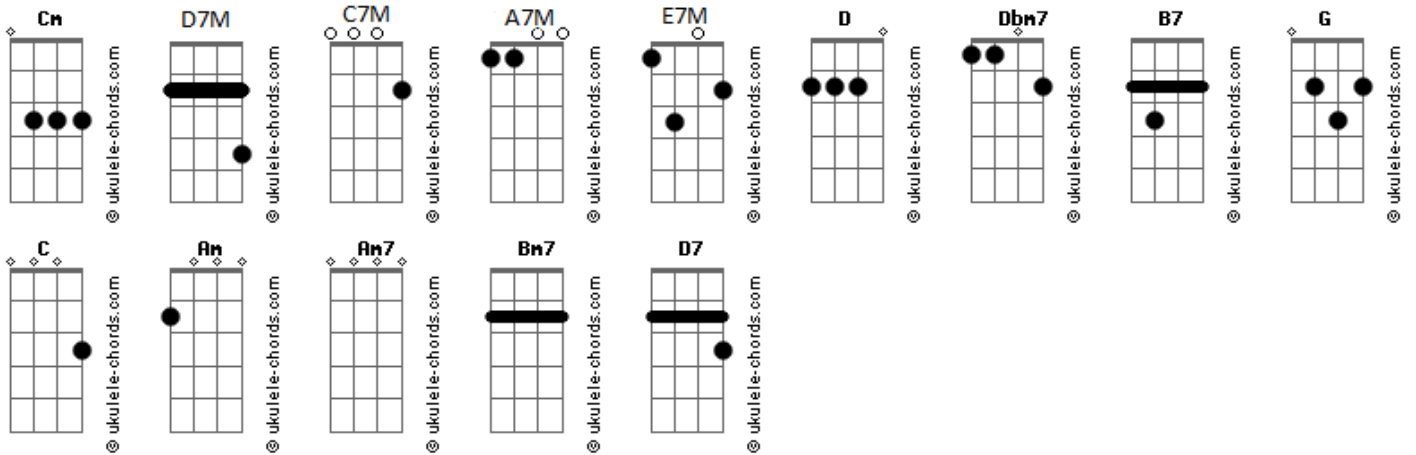 Cm D7M C7M A7M E7M D Dbm7 B7 G
© ukulele-chords.com © ukulele-chords.com © ukulele-chords.com © ukulele-chords.com © ukulele-chords.com © ukulele-chords.com © ukulele-chords.com © ukulele-chords.com © ukulele-chords.com
C Am Am7 Bm7 D7
© ukulele-chords.com © ukulele-chords.com © ukulele-chords.com © ukulele-chords.com © ukulele-chords.com